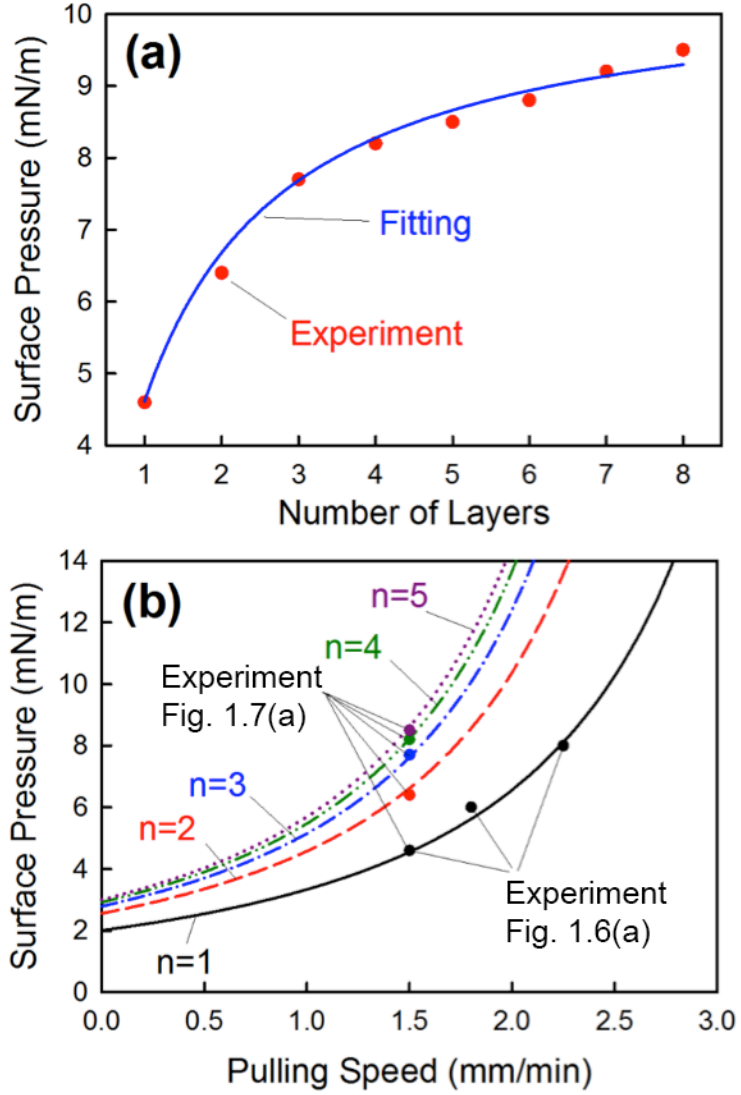 (a)
Surface Pressure (mN/m)
10
9
8
7
6
5
4
Fitting
Experiment
1 2 3 4 5 6 7 8
Number of Layers
(b)
Surface Pressure (mN/m)
14
12
10
8
6
4
2
0
n=5
n=4
Experiment
Fig. 1.7(a)
n=3
n=2
n=1
Experiment
Fig. 1.6(a)
0.0 0.5 1.0 1.5 2.0 2.5 3.0
Pulling Speed (mm/min)